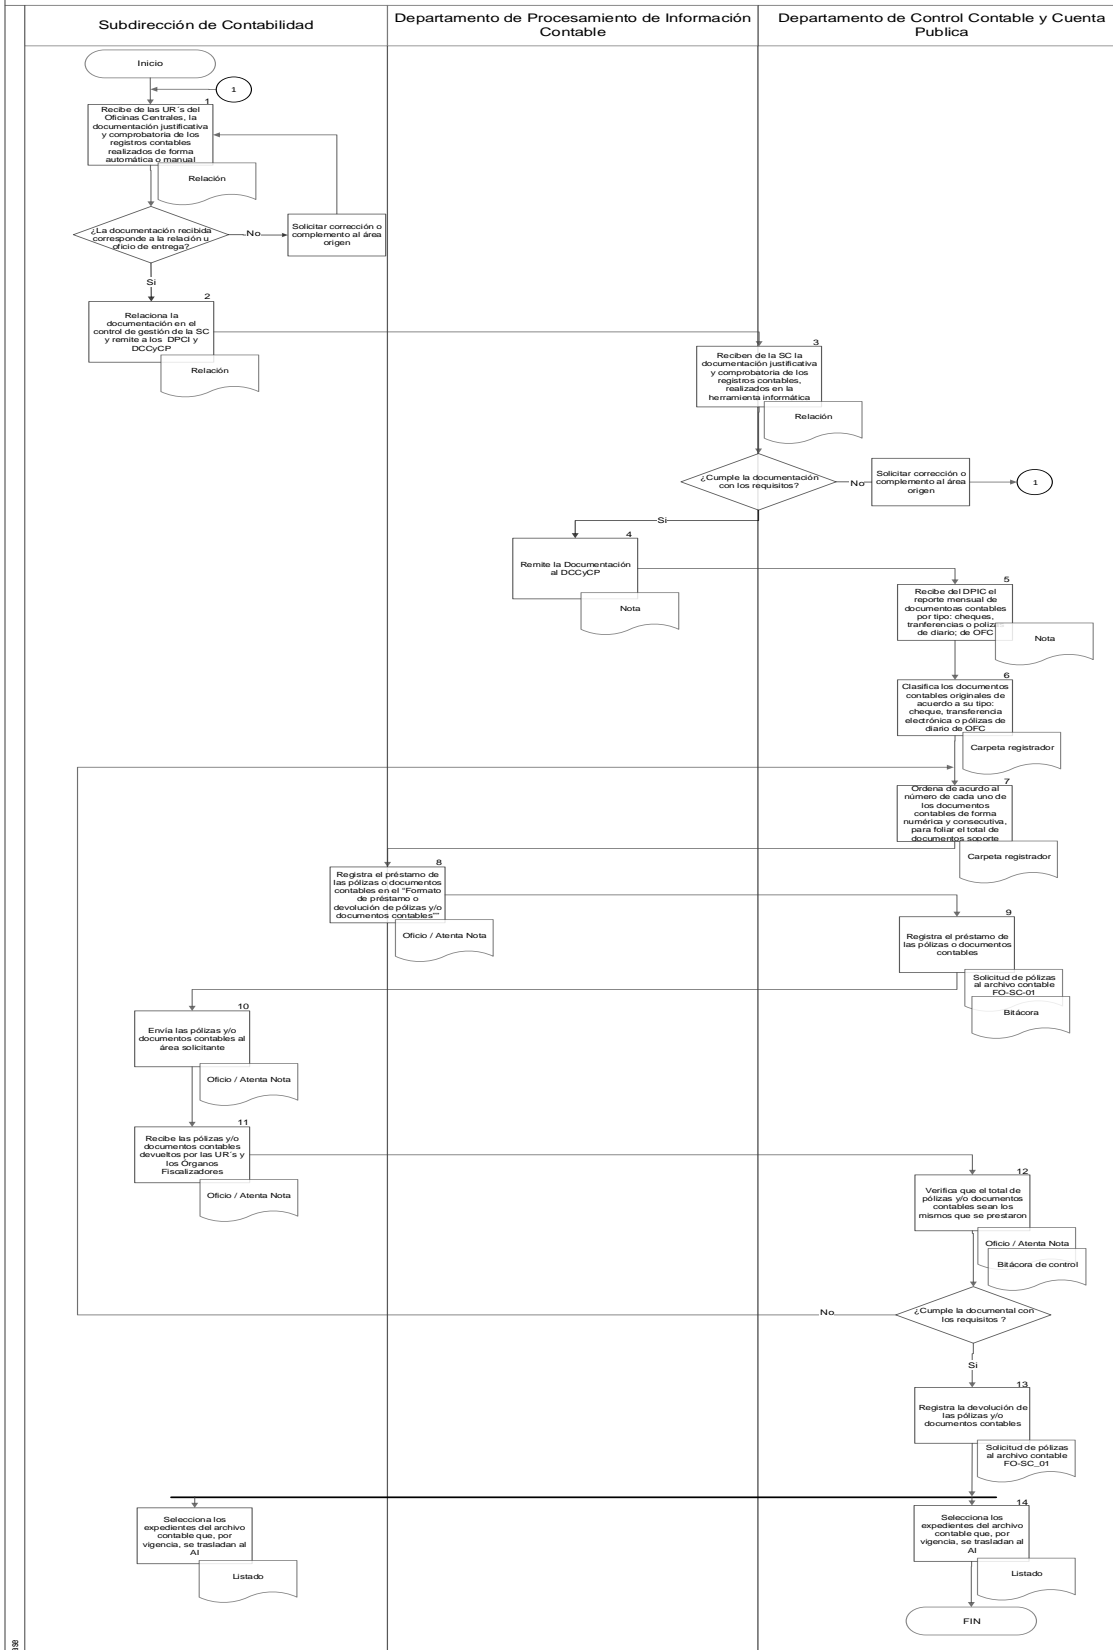 Subdirección de Contabilidad
Departamento de Procesamiento de Información
Contable
Departamento de Control Contable y Cuenta
Publica
Inicio
1
1
Recibe de las UR´s del
Oficinas Centrales, la
documentación justificativa
y comprobatoria de los
registros contables
realizados de forma
automática o manual
Relación
¿La documentación recibida
corresponde a la relación u
oficio de entrega?
No
Solicitar corrección o
complemento al área
origen
Si
2
Relaciona la
documentación en el
control de gestión de la SC
y remite a los DPCI y
DCCyCP
Relación
3
Reciben de la SC la
documentación justificativa
y comprobatoria de los
registros contables,
realizados en la
herramienta informática
Relación
¿Cumple la documentación
con los requisitos?
No
Solicitar corrección o
complemento al área
origen
1
Si
4
Remite la Documentación
al DCCyCP
Nota
5
Recibe del DPIC el
reporte mensual de
documentoas contables
por tipo: cheques,
tranferencias o poliza
de diario; de OFC
Nota
6
Clasifica los documentos
contables originales de
acuerdo a su tipo:
cheque, transferencia
electrónica o pólizas de
diario de OFC
Carpeta registrador
7
Ordena de acurdo al
número de cada uno de
los documentos
contables de forma
numérica y consecutiva,
para foliar el total de
documentos soporte
Carpeta registrador
8
Registra el préstamo de
las pólizas o documentos
contables en el "Formato
de préstamo o
devolución de pólizas y/o
documentos contables""
Oficio / Atenta Nota
9
Registra el préstamo de
las pólizas o documentos
contables
Solicitud de pólizas
al archivo contable
FO-SC-01
Bitácora
10
Envía las pólizas y/o
documentos contables al
área solicitante
Oficio / Atenta Nota
11
Recibe las pólizas y/o
documentos contables
devueltos por las UR´s y
los Órganos
Fiscalizadores
Oficio / Atenta Nota
12
Verifica que el total de
pólizas y/o documentos
contables sean los
mismos que se prestaron
Oficio / Atenta Nota
Bitácora de control
¿Cumple la documental con
los requisitos ?
No
Si
13
Registra la devolución de
las pólizas y/o
documentos contables
Solicitud de pólizas
al archivo contable
FO-SC_01
Selecciona los
expedientes del archivo
contable que, por
vigencia, se trasladan al
AI
Listado
14
Selecciona los
expedientes del archivo
contable que, por
vigencia, se trasladan al
AI
Listado
FIN